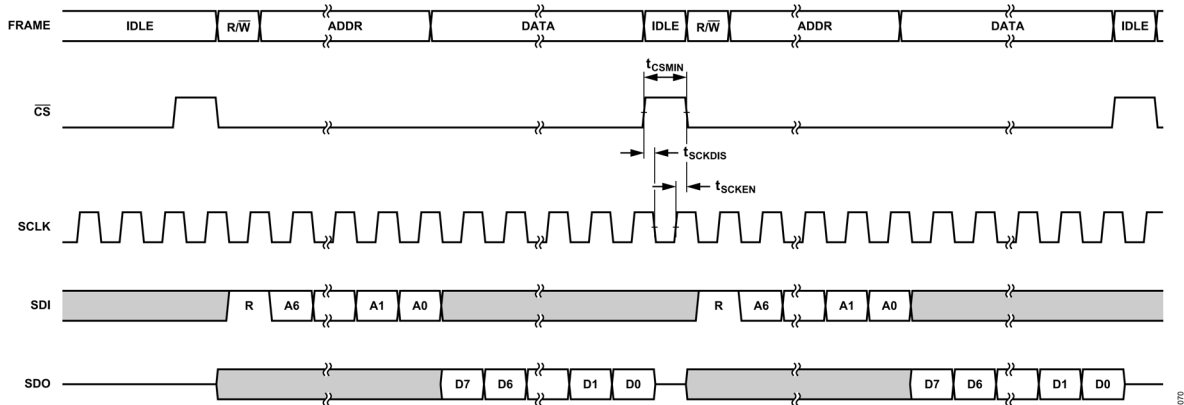 FRAME IDLE R/W̅ ADDR DATA IDLE R/W̅ ADDR DATA IDLE
tCSMIN
C̅S̅
tSCKDIS
tSCKEN
SCLK
SDI R A6 A1 A0 R A6 A1 A0
SDO D7 D6 D1 D0 D7 D6 D1 D0
070